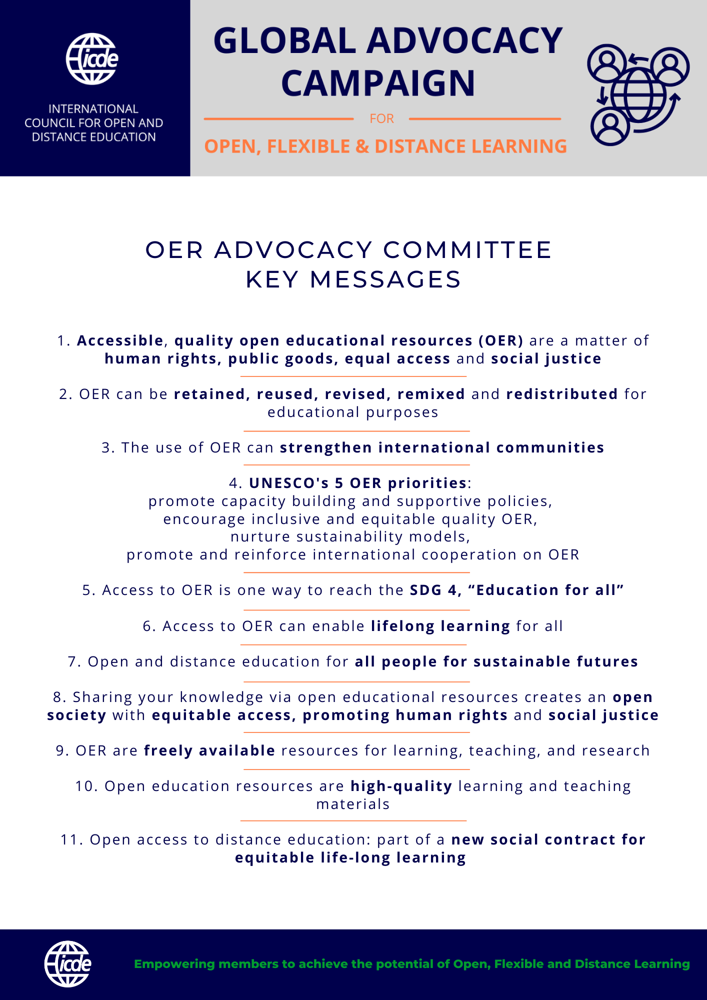 icde
INTERNATIONAL
COUNCIL FOR OPEN AND
DISTANCE EDUCATION
GLOBAL ADVOCACY
CAMPAIGN
FOR
OPEN, FLEXIBLE & DISTANCE LEARNING
OER ADVOCACY COMMITTEE
KEY MESSAGES
1. Accessible, quality open educational resources (OER) are a matter of
human rights, public goods, equal access and social justice
2. OER can be retained, reused, revised, remixed and redistributed for
educational purposes
3. The use of OER can strengthen international communities
4. UNESCO's 5 OER priorities:
promote capacity building and supportive policies,
encourage inclusive and equitable quality OER,
nurture sustainability models,
promote and reinforce international cooperation on OER
5. Access to OER is one way to reach the SDG 4, “Education for all”
6. Access to OER can enable lifelong learning for all
7. Open and distance education for all people for sustainable futures
8. Sharing your knowledge via open educational resources creates an open
society with equitable access, promoting human rights and social justice
9. OER are freely available resources for learning, teaching, and research
10. Open education resources are high-quality learning and teaching
materials
11. Open access to distance education: part of a new social contract for
equitable life-long learning
icde
Empowering members to achieve the potential of Open, Flexible and Distance Learning